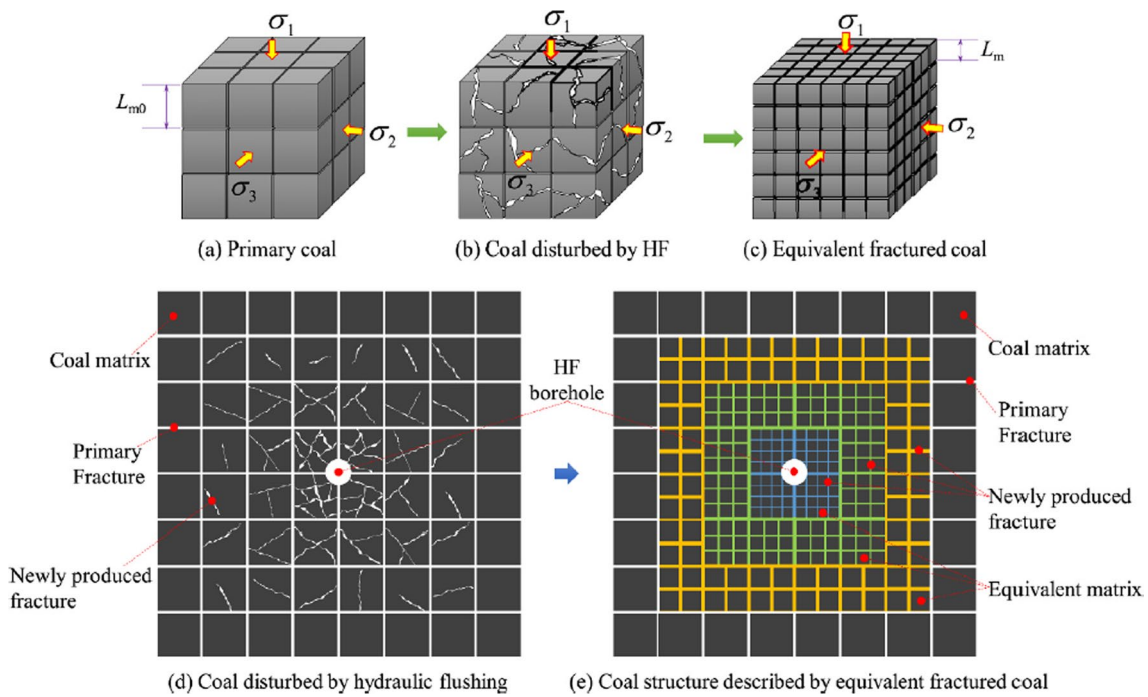 σ1
σ1
σ1
Lm0
Lm
σ2
σ2
σ2
σ3
σ3
σ3
(a) Primary coal
(b) Coal disturbed by HF
(c) Equivalent fractured coal
Coal matrix
HF
borehole
Coal matrix
Primary
Fracture
Primary
Fracture
Newly produced
fracture
Newly produced
fracture
Equivalent matrix
(d) Coal disturbed by hydraulic flushing
(e) Coal structure described by equivalent fractured coal